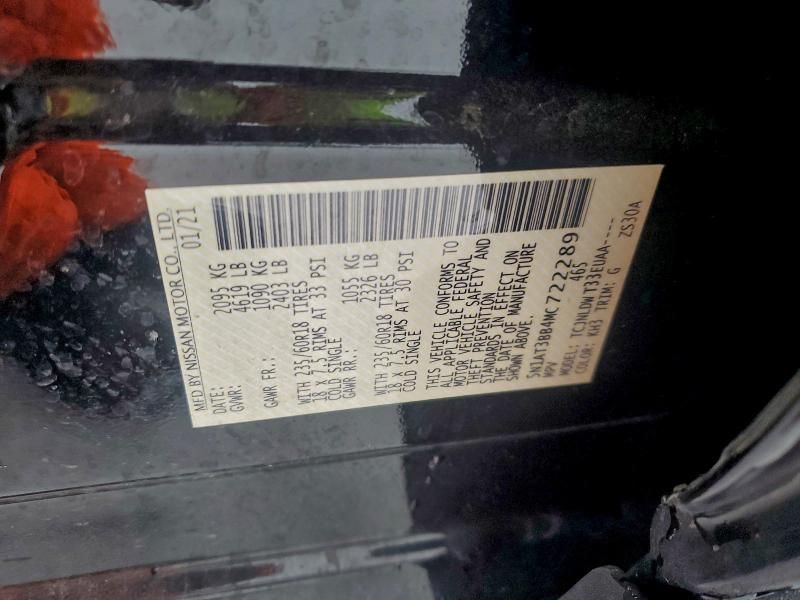 MFD BY NISSAN MOTOR CO., LTD.
DATE: 01/21
GVWR: 2095 KG
4619 LB
GAWR FR.: 1090 KG
2403 LB
WITH 235/60R18 TIRES
18 X 7.5 RIMS AT 33 PSI
COLD SINGLE
GAWR RR.: 1055 KG
2326 LB
WITH 235/60R18 TIRES
18 X 7.5 RIMS AT 30 PSI
COLD SINGLE
THIS VEHICLE CONFORMS TO
ALL APPLICABLE FEDERAL
MOTOR VEHICLE SAFETY AND
THEFT PREVENTION
STANDARDS IN EFFECT ON
THE DATE OF MANUFACTURE
SHOWN ABOVE.
5N1AT3BB4MC722289
MPV 465
MODEL: TCJNLDWT33EUAA----
COLOR: KH3 TRIM: G ZS30A